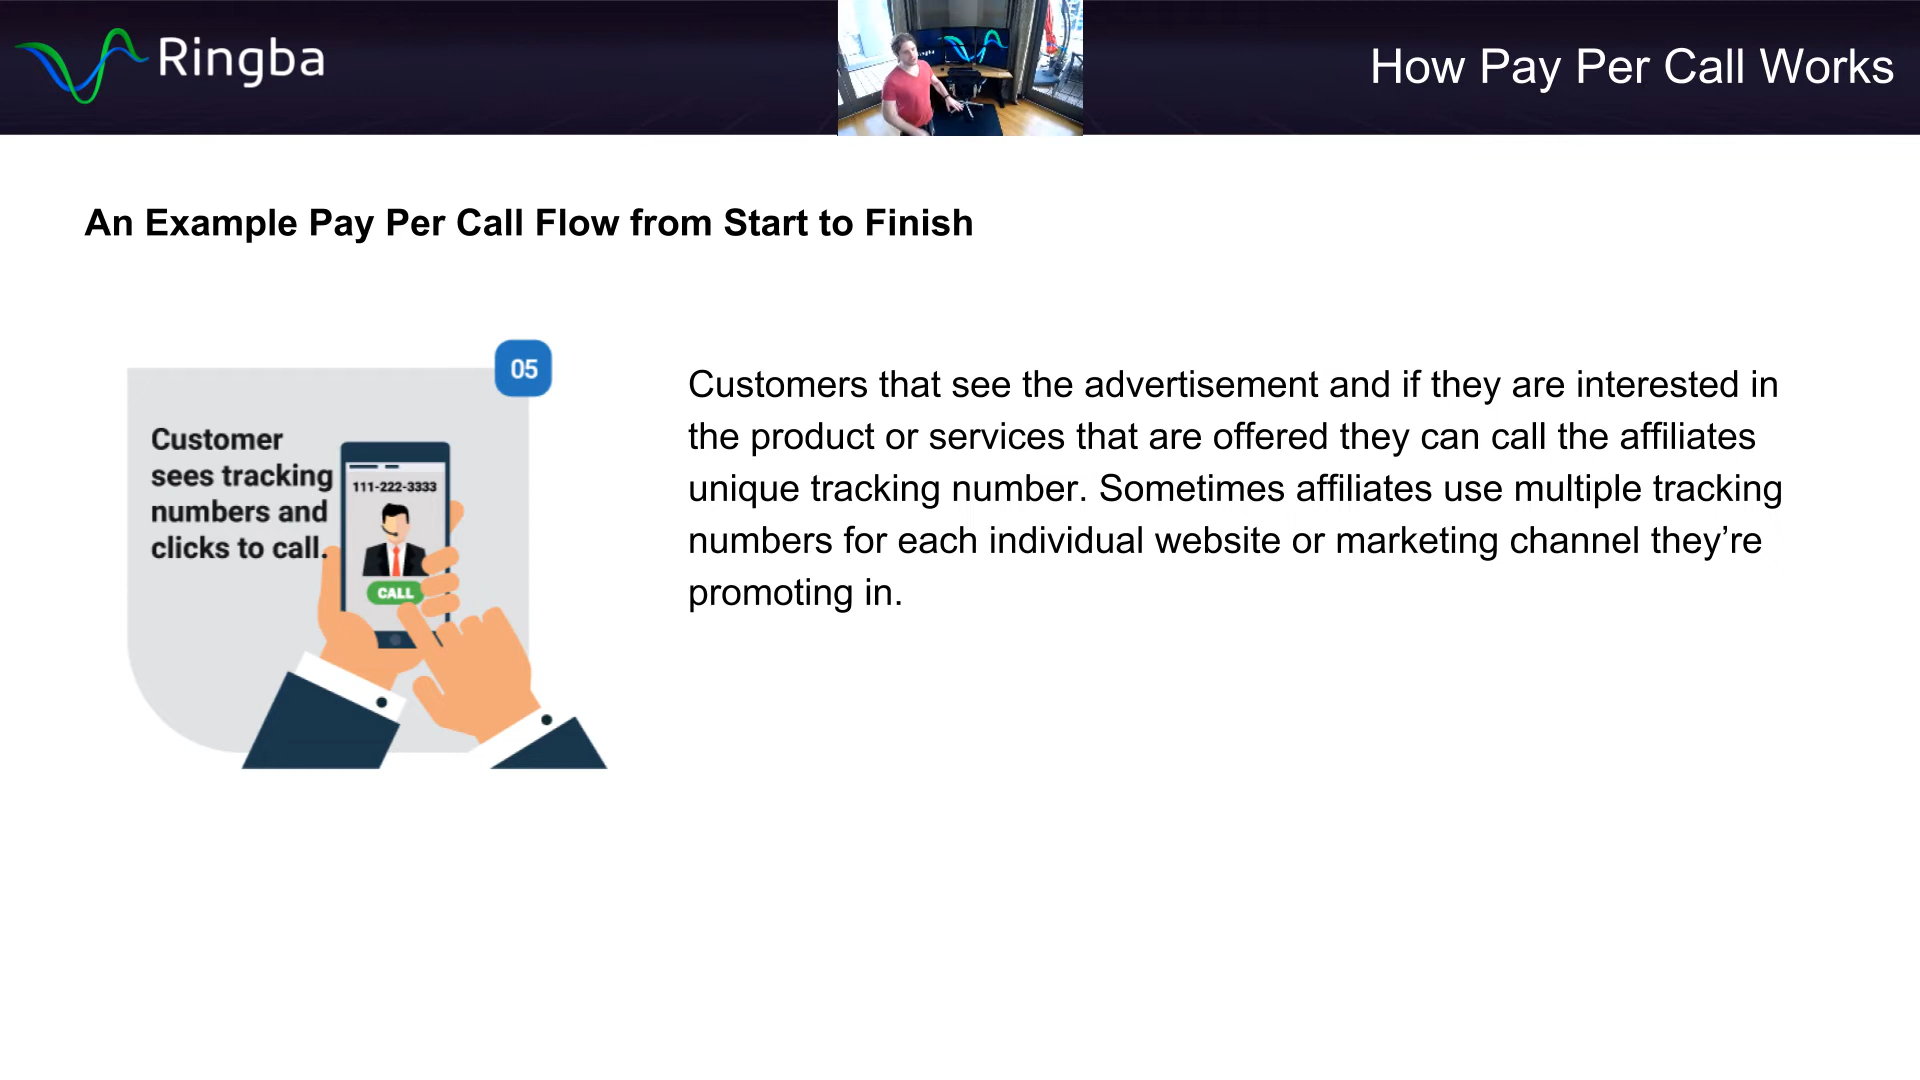 Ringba
How Pay Per Call Works
An Example Pay Per Call Flow from Start to Finish
05
Customer
sees tracking
numbers and
clicks to call.
111-222-3333
CALL
Customers that see the advertisement and if they are interested in
the product or services that are offered they can call the affiliates
unique tracking number. Sometimes affiliates use multiple tracking
numbers for each individual website or marketing channel they’re
promoting in.